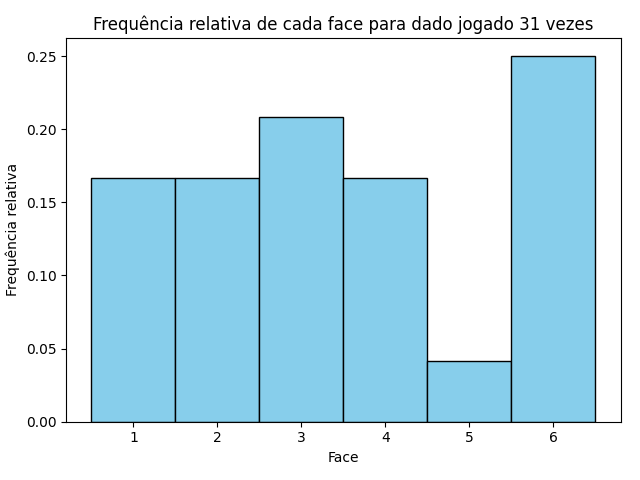 Frequência relativa de cada face para dado jogado 31 vezes
Frequência relativa
0.25
0.20
0.15
0.10
0.05
0.00
1 2 3 4 5 6
Face